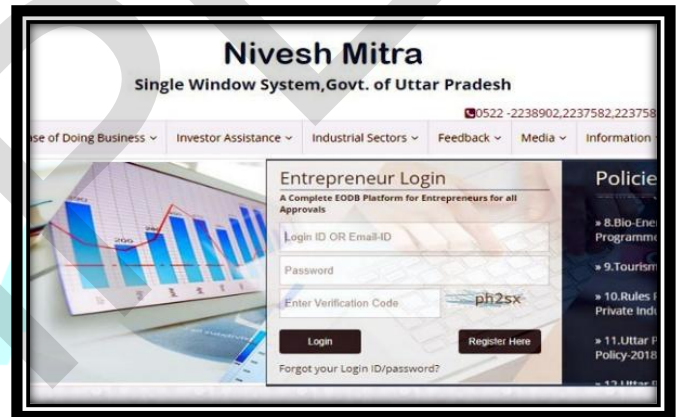 Nivesh Mitra
Single Window System,Govt. of Uttar Pradesh
0522 -2238902,2237582,223758
ase of Doing Business
Investor Assistance
Industrial Sectors
Feedback
Media
Information
Entrepreneur Login
A Complete EODB Platform for Entrepreneurs for all
Approvals
Login ID OR Email-ID
Password
Enter Verification Code
ph2sx
Login
Register Here
Forgot your Login ID/password?
Policie
» 8.Bio-Ene
Programme
» 9.Tourism
» 10.Rules
Private Indu
» 11.Uttar P
Policy-2018
200